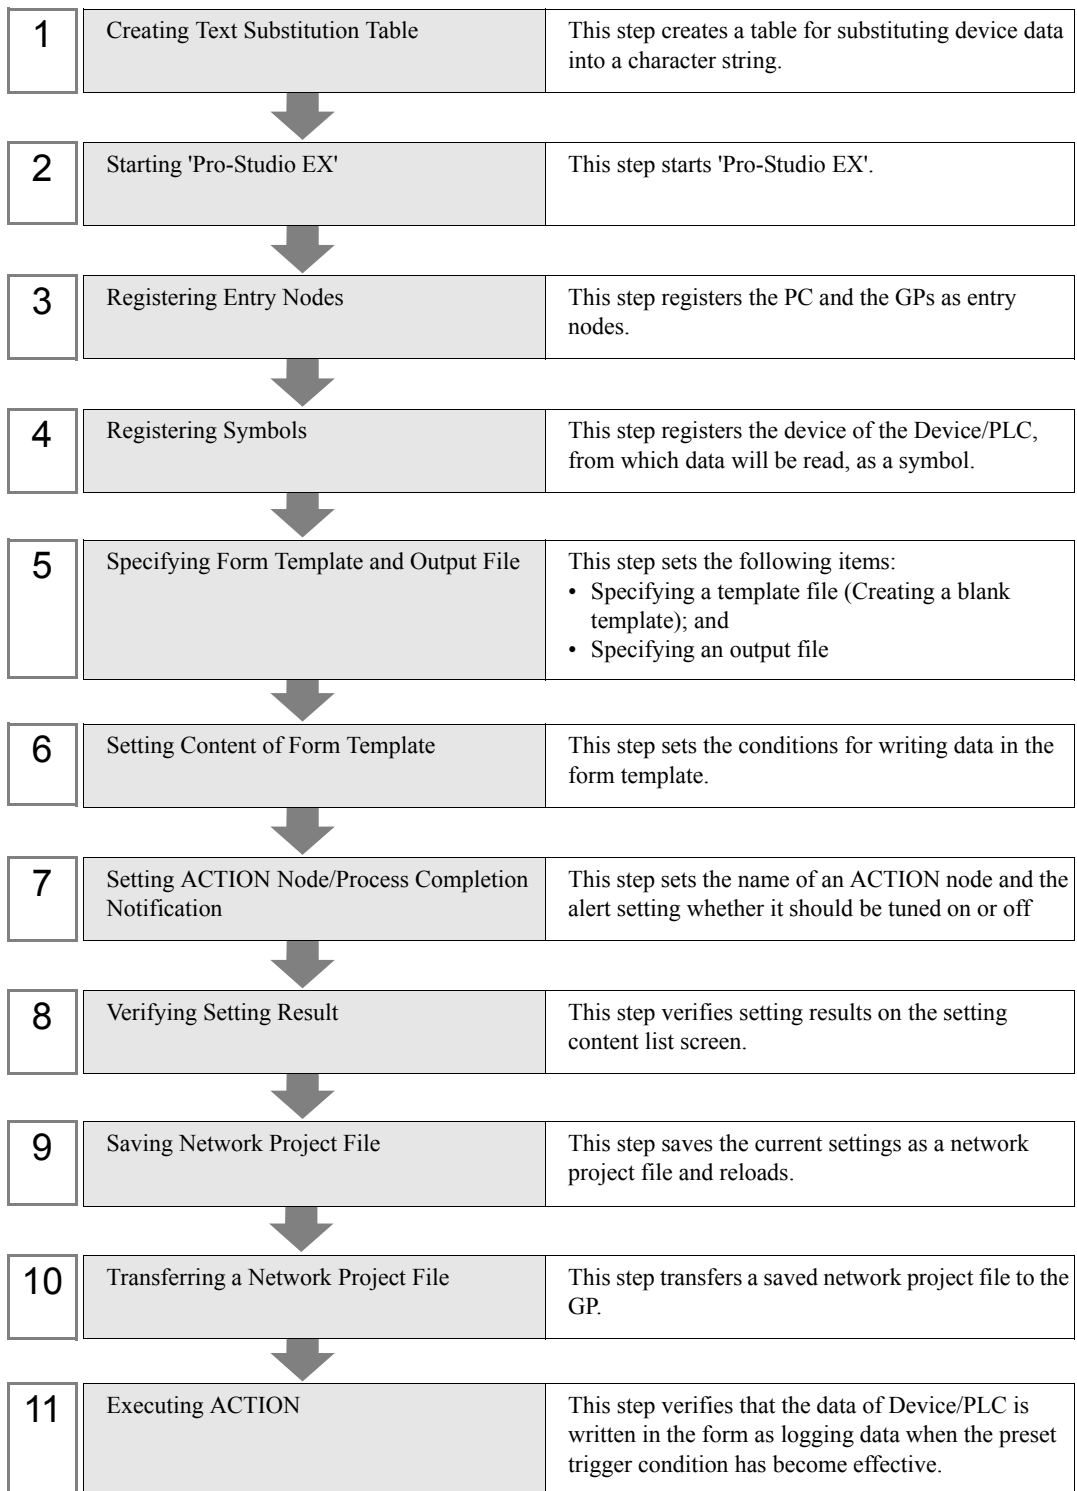 1
Creating Text Substitution Table
This step creates a table for substituting device data
into a character string.
2
Starting 'Pro-Studio EX'
This step starts 'Pro-Studio EX'.
3
Registering Entry Nodes
This step registers the PC and the GPs as entry
nodes.
4
Registering Symbols
This step registers the device of the Device/PLC,
from which data will be read, as a symbol.
5
Specifying Form Template and Output File
This step sets the following items:
• Specifying a template file (Creating a blank
template); and
• Specifying an output file
6
Setting Content of Form Template
This step sets the conditions for writing data in the
form template.
7
Setting ACTION Node/Process Completion
Notification
This step sets the name of an ACTION node and the
alert setting whether it should be tuned on or off
8
Verifying Setting Result
This step verifies setting results on the setting
content list screen.
9
Saving Network Project File
This step saves the current settings as a network
project file and reloads.
10
Transferring a Network Project File
This step transfers a saved network project file to the
GP.
11
Executing ACTION
This step verifies that the data of Device/PLC is
written in the form as logging data when the preset
trigger condition has become effective.